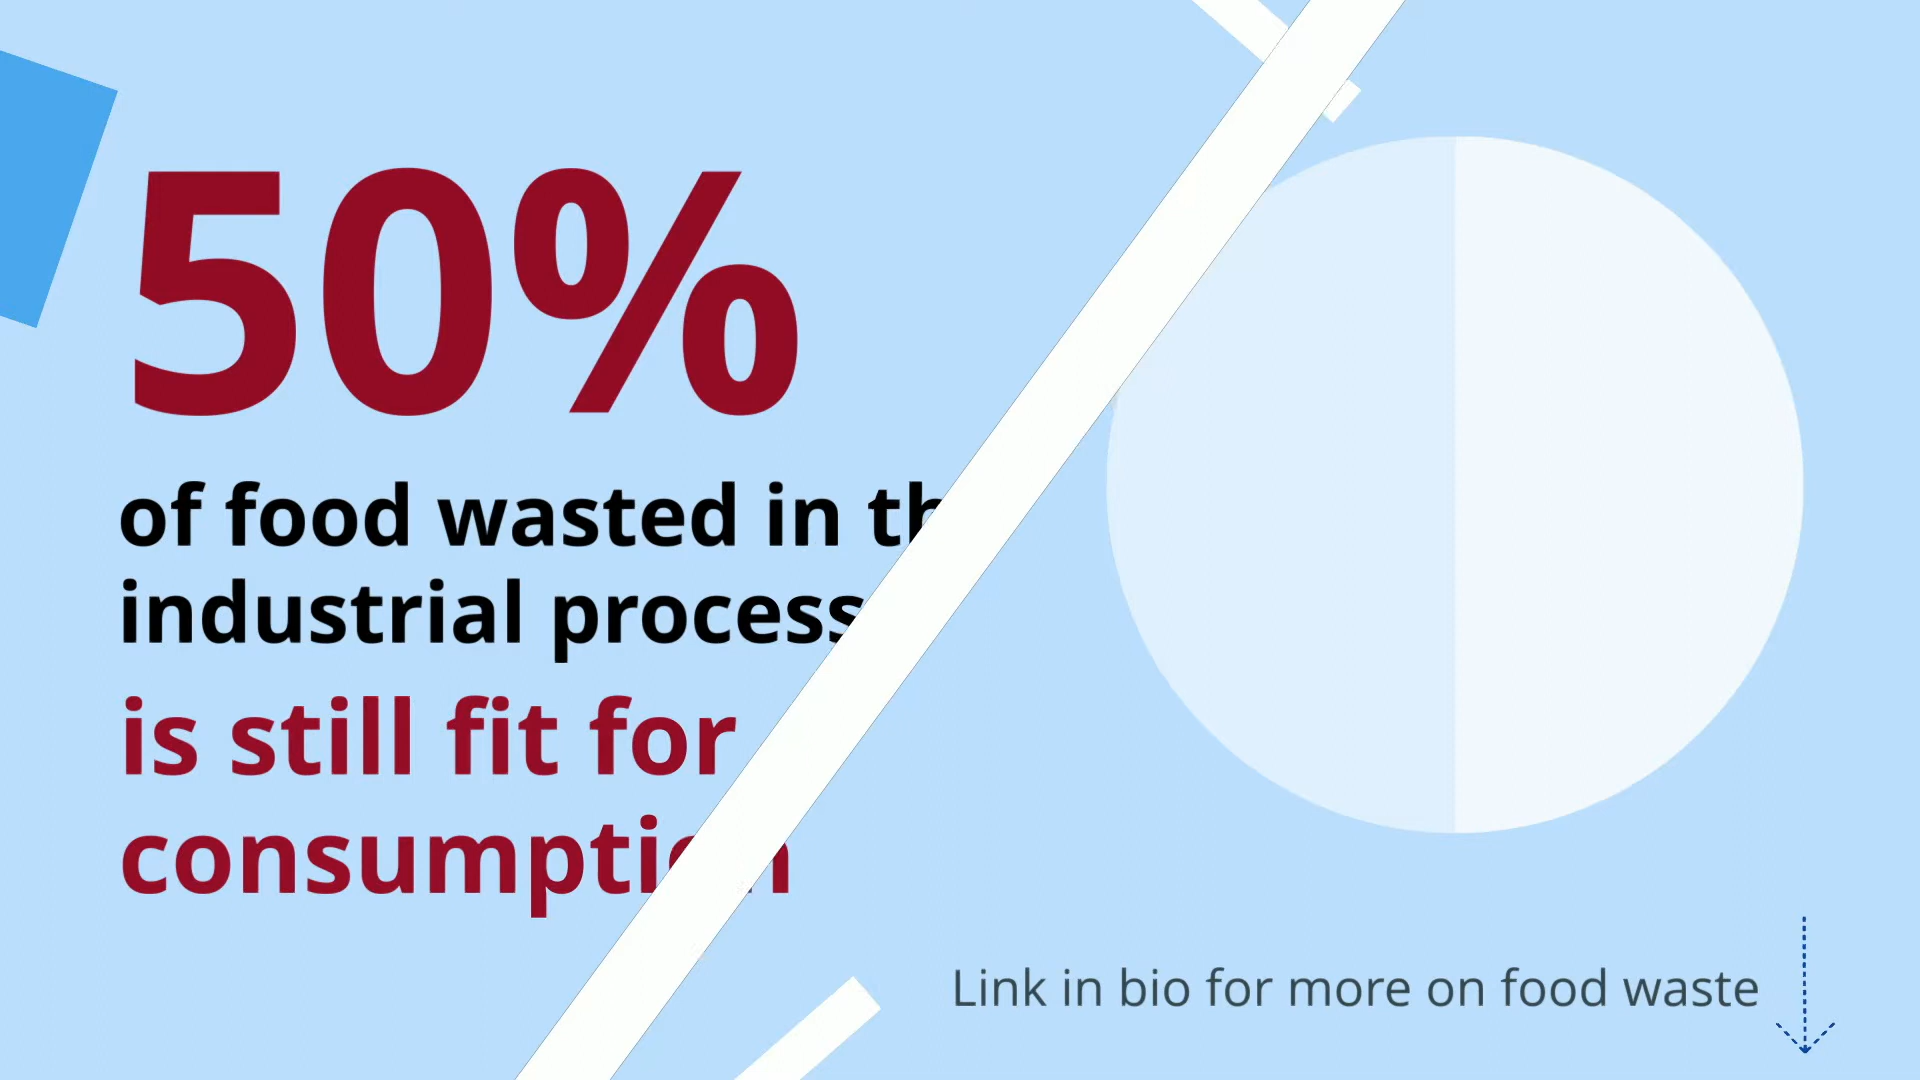 50%
of food wasted in
industrial process
is still fit for
Link in bio for more on food waste